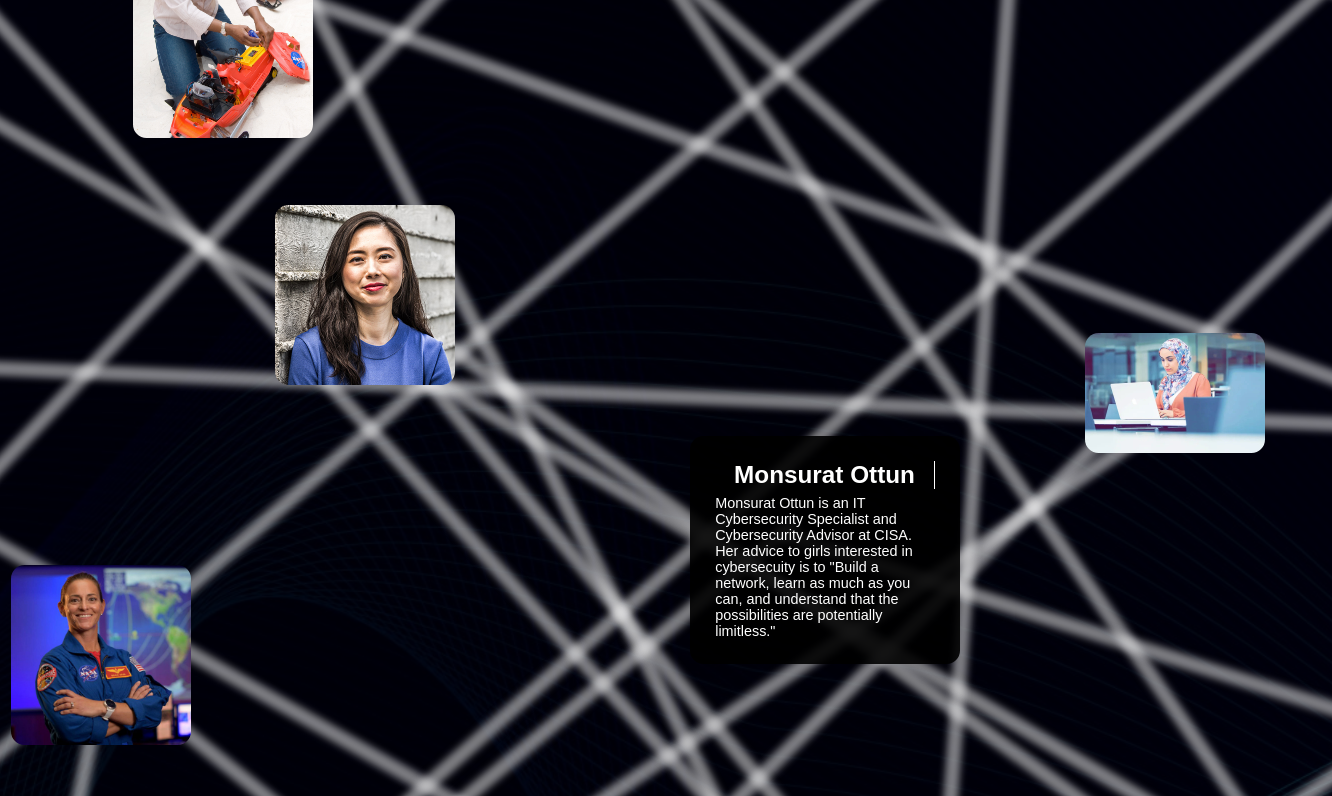 Monsurat Ottun
Monsurat Ottun is an IT
Cybersecurity Specialist and
Cybersecurity Advisor at CISA.
Her advice to girls interested in
cybersecuity is to "Build a
network, learn as much as you
can, and understand that the
possibilities are potentially
limitless."